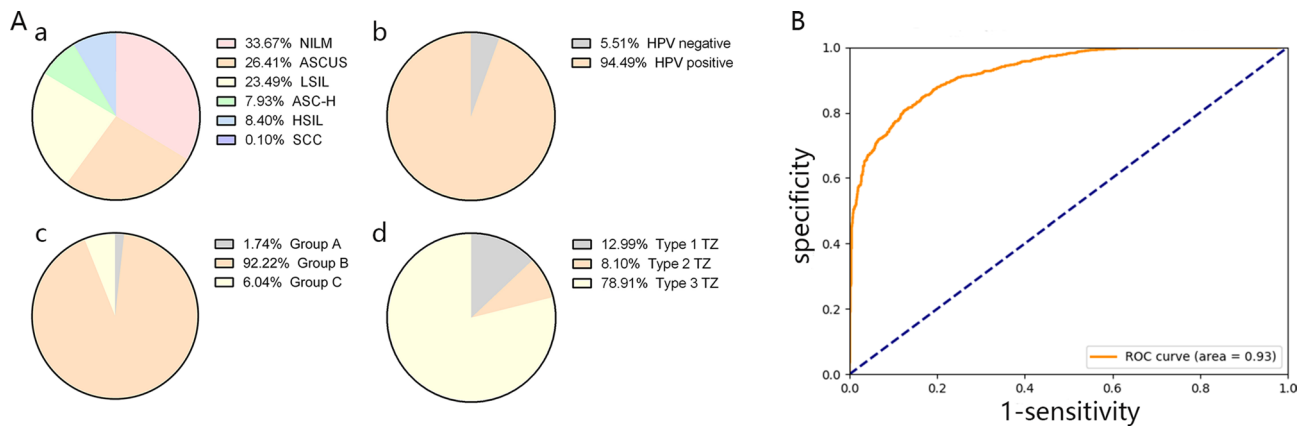 A
a
33.67% NILM
26.41% ASCUS
23.49% LSIL
7.93% ASC-H
8.40% HSIL
0.10% SCC
b
5.51% HPV negative
94.49% HPV positive
c
1.74% Group A
92.22% Group B
6.04% Group C
d
12.99% Type 1 TZ
8.10% Type 2 TZ
78.91% Type 3 TZ
B
specificity
1.0
0.8
0.6
0.4
0.2
0.0
ROC curve (area = 0.93)
0.0 0.2 0.4 0.6 0.8 1.0
1-sensitivity